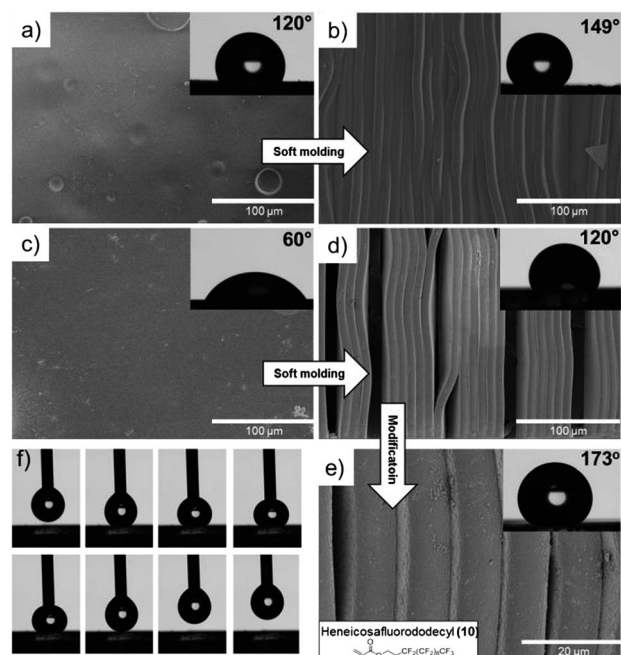 a)
120°
100 µm
b)
149°
100 µm
Soft molding
c)
60°
100 µm
d)
120°
100 µm
Soft molding
Modificatoin
e)
173°
20 µm
Heneicosafluorododecyl (10)
O
O
CF₂(CF₂)₈CF₃
f)